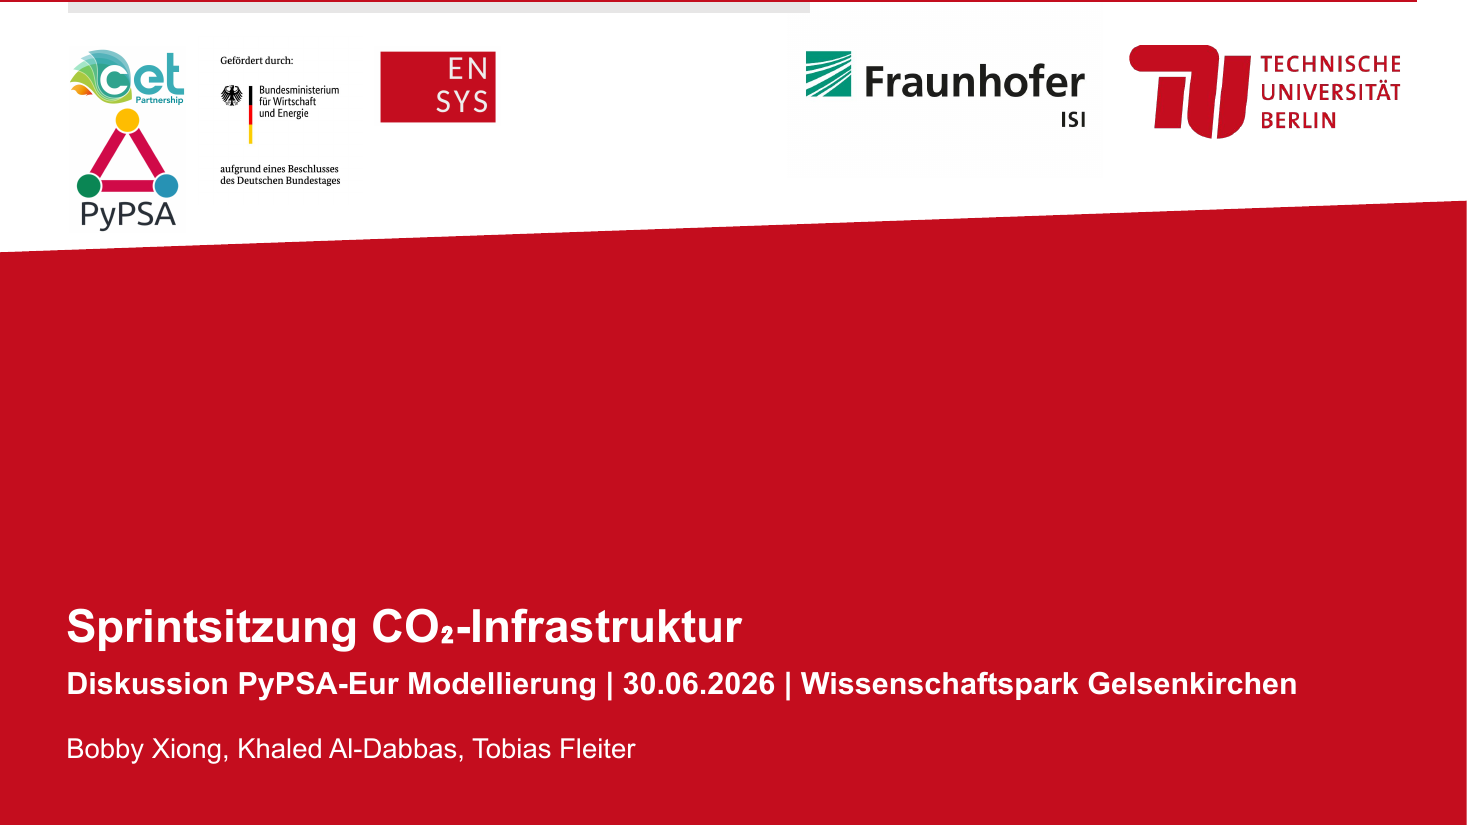 cet
Partnership
PyPSA
Gefördert durch:
Bundesministerium
für Wirtschaft
und Energie
aufgrund eines Beschlusses
des Deutschen Bundestages
EN
SYS
Fraunhofer
ISI
TECHNISCHE
UNIVERSITÄT
BERLIN
Sprintsitzung CO₂-Infrastruktur
Diskussion PyPSA-Eur Modellierung | 30.06.2026 | Wissenschaftspark Gelsenkirchen
Bobby Xiong, Khaled Al-Dabbas, Tobias Fleiter